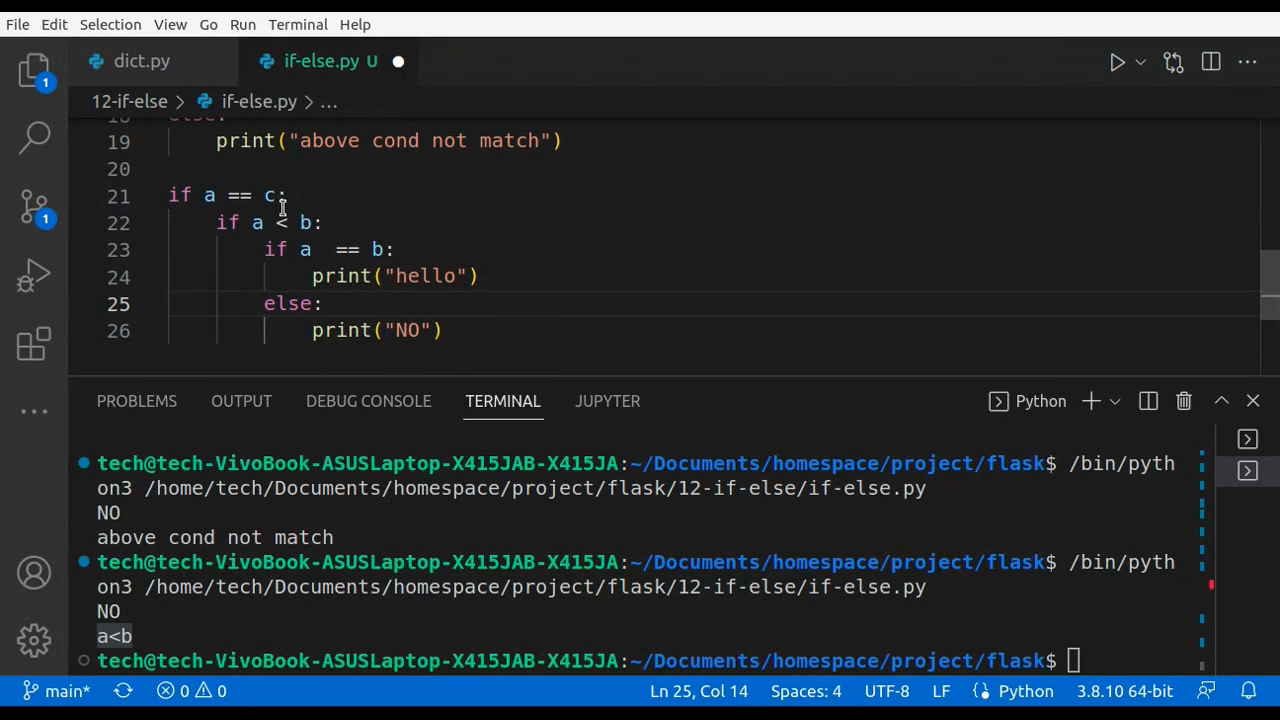 File Edit Selection View Go Run Terminal Help
dict.py if-else.py U
12-if-else > if-else.py > ...
18 else:
19 print("above cond not match")
20
21 if a == c:
22 if a < b:
23 if a  == b:
24 print("hello")
25 else:
26 print("NO")
PROBLEMS OUTPUT DEBUG CONSOLE TERMINAL JUPYTER Python
tech@tech-VivoBook-ASUSLaptop-X415JAB-X415JA:~/Documents/homespace/project/flask$ /bin/pyth
on3 /home/tech/Documents/homespace/project/flask/12-if-else/if-else.py
NO
above cond not match
tech@tech-VivoBook-ASUSLaptop-X415JAB-X415JA:~/Documents/homespace/project/flask$ /bin/pyth
on3 /home/tech/Documents/homespace/project/flask/12-if-else/if-else.py
NO
a<b
tech@tech-VivoBook-ASUSLaptop-X415JAB-X415JA:~/Documents/homespace/project/flask$
1
1
main* 0 0 Ln 25, Col 14 Spaces: 4 UTF-8 LF Python 3.8.10 64-bit